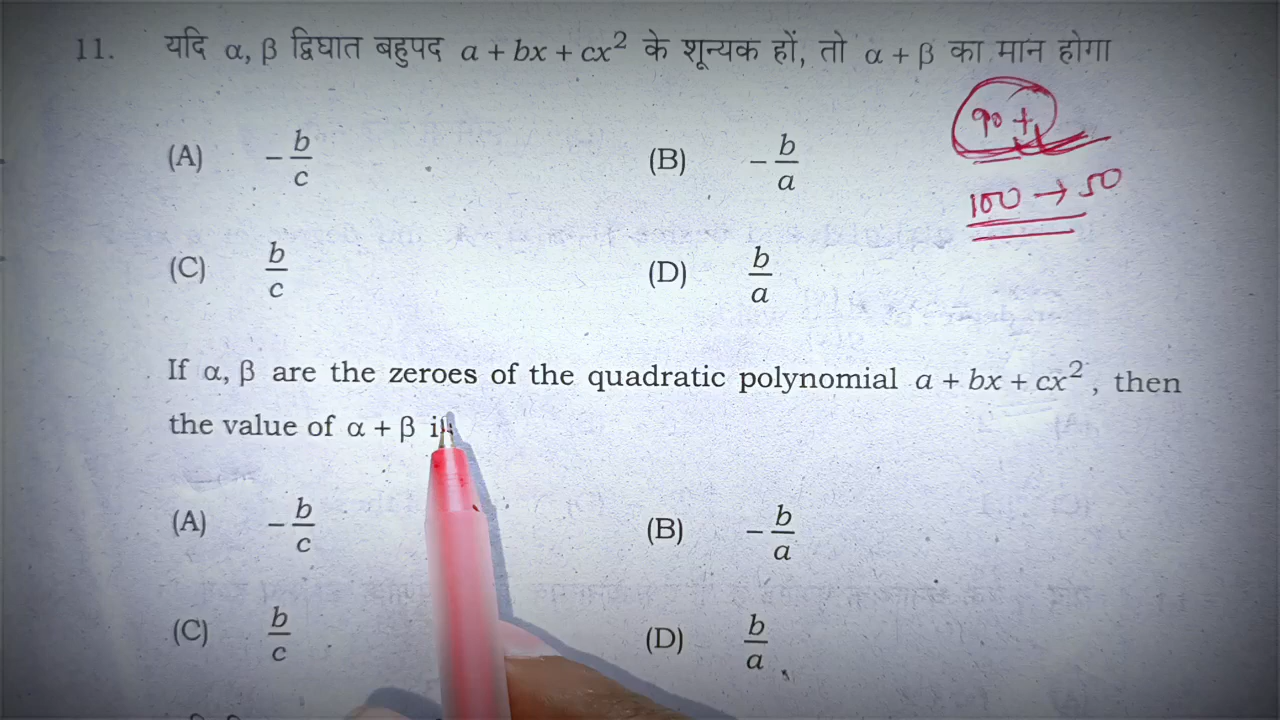 11. यदि α, β द्विघात बहुपद a + bx + cx² के शून्यक हों, तो α + β का मान होगा
90 +
(A) −b/c (B) −b/a
100 → 50
(C) b/c (D) b/a
If α, β are the zeroes of the quadratic polynomial a + bx + cx², then
the value of α + β is
(A) −b/c (B) −b/a
(C) b/c (D) b/a